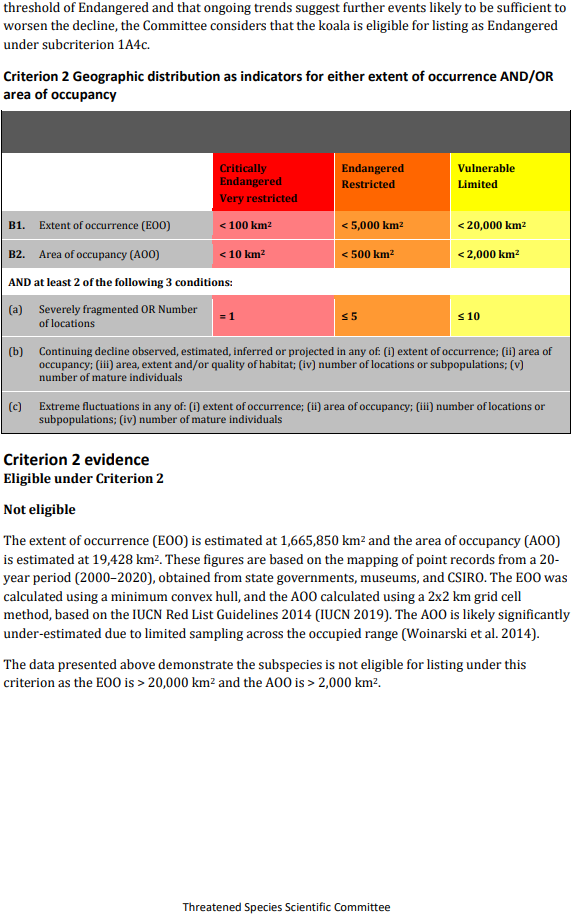 threshold of Endangered and that ongoing trends suggest further events likely to be sufficient to
worsen the decline, the Committee considers that the koala is eligible for listing as Endangered
under subcriterion 1A4c.
Criterion 2 Geographic distribution as indicators for either extent of occurrence AND/OR
area of occupancy
Critically
Endangered
Very restricted
Endangered
Restricted
Vulnerable
Limited
B1. Extent of occurrence (EOO) < 100 km² < 5,000 km² < 20,000 km²
B2. Area of occupancy (AOO) < 10 km² < 500 km² < 2,000 km²
AND at least 2 of the following 3 conditions:
(a) Severely fragmented OR Number
of locations = 1 ≤ 5 ≤ 10
(b) Continuing decline observed, estimated, inferred or projected in any of: (i) extent of occurrence; (ii) area of
occupancy; (iii) area, extent and/or quality of habitat; (iv) number of locations or subpopulations; (v)
number of mature individuals
(c) Extreme fluctuations in any of: (i) extent of occurrence; (ii) area of occupancy; (iii) number of locations or
subpopulations; (iv) number of mature individuals
Criterion 2 evidence
Eligible under Criterion 2
Not eligible
The extent of occurrence (EOO) is estimated at 1,665,850 km² and the area of occupancy (AOO)
is estimated at 19,428 km². These figures are based on the mapping of point records from a 20-
year period (2000–2020), obtained from state governments, museums, and CSIRO. The EOO was
calculated using a minimum convex hull, and the AOO calculated using a 2x2 km grid cell
method, based on the IUCN Red List Guidelines 2014 (IUCN 2019). The AOO is likely significantly
under-estimated due to limited sampling across the occupied range (Woinarski et al. 2014).
The data presented above demonstrate the subspecies is not eligible for listing under this
criterion as the EOO is > 20,000 km² and the AOO is > 2,000 km².
Threatened Species Scientific Committee